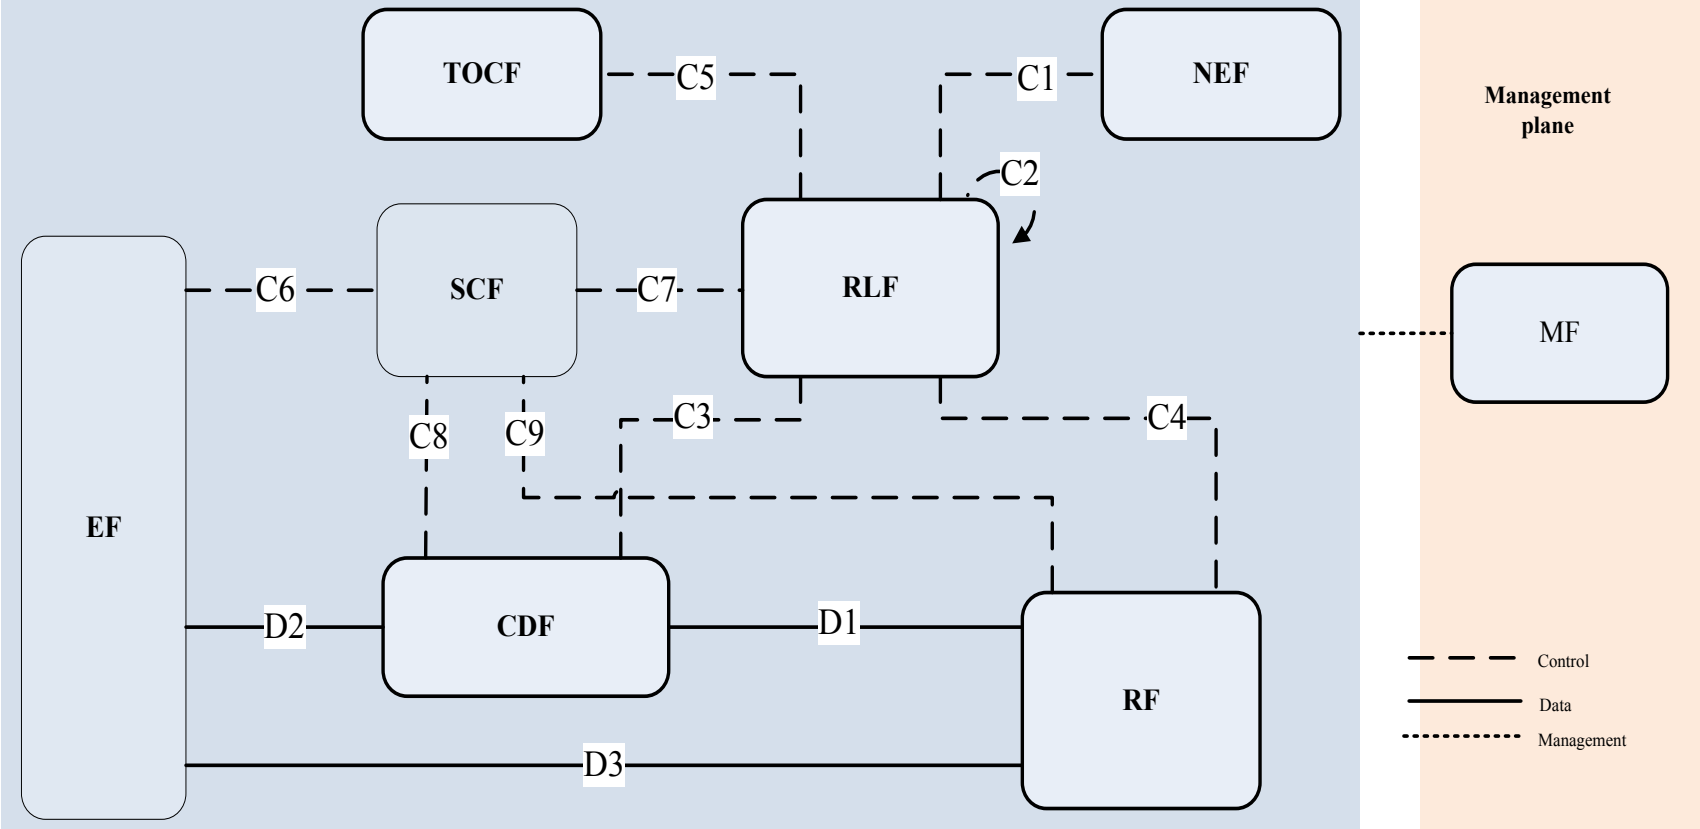 TOCF
C5
C1
NEF
Management
plane
C2
EF
C6
SCF
C7
RLF
MF
C8
C9
C3
C4
D2
CDF
D1
RF
D3
Control
Data
Management